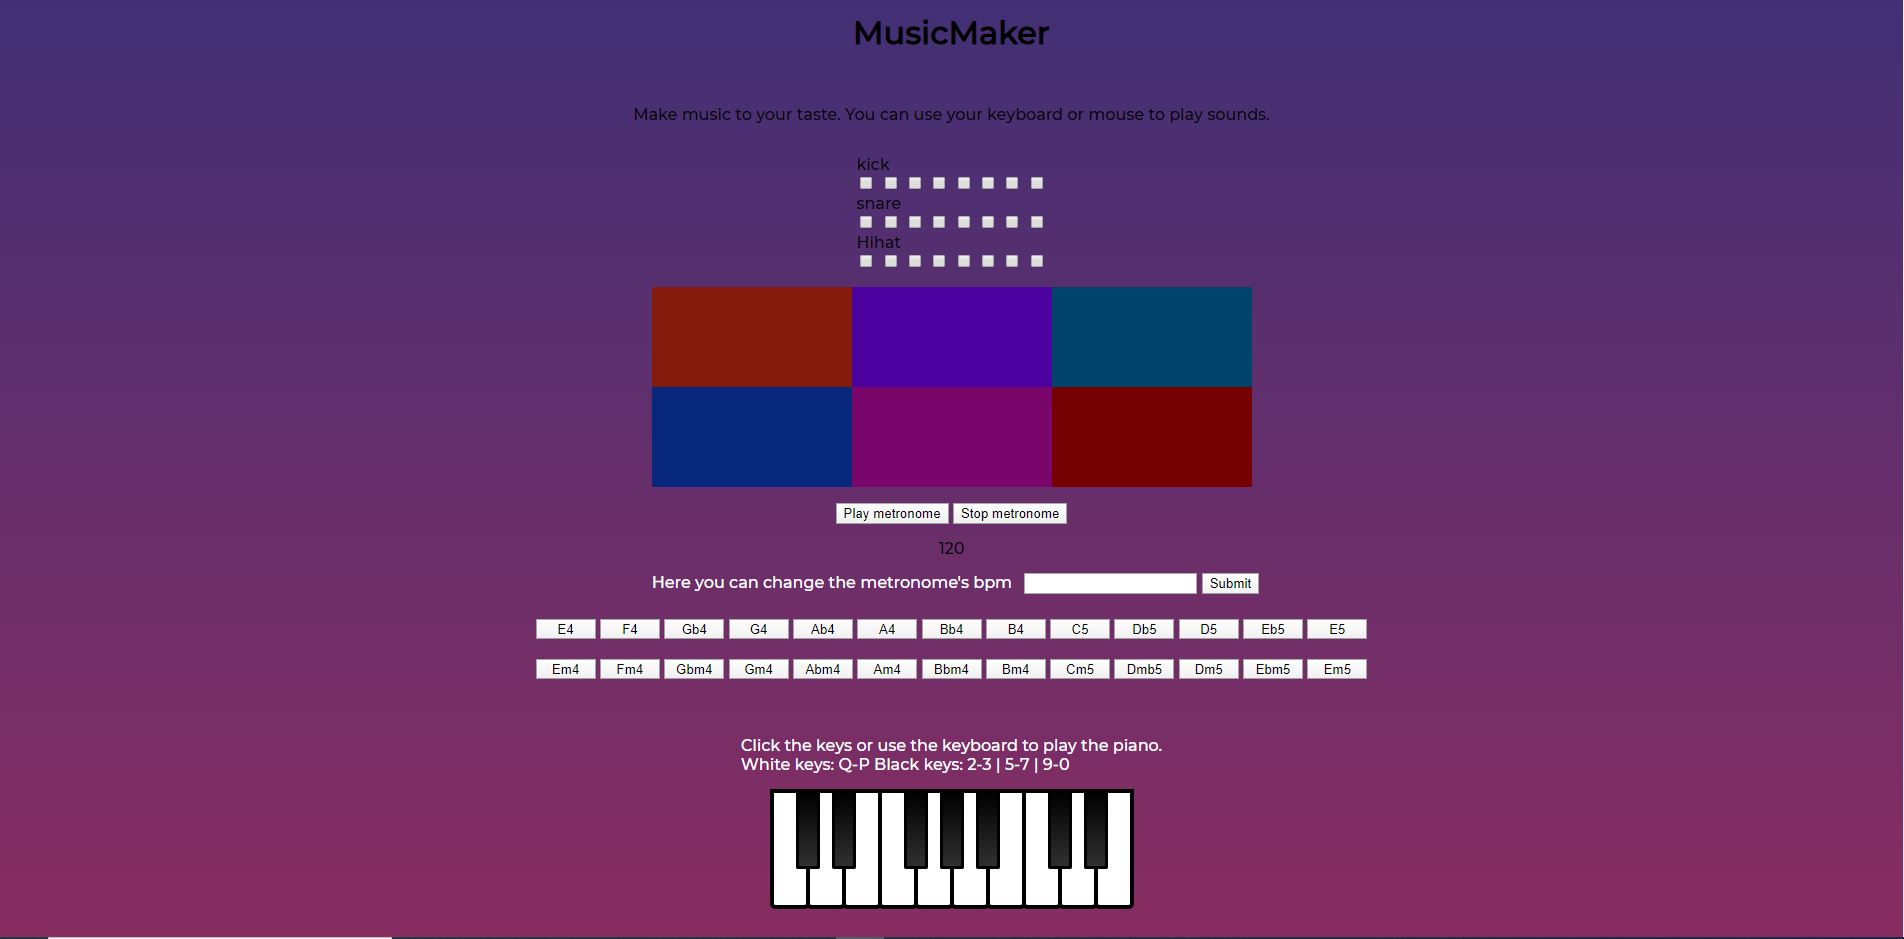 MusicMaker
Make music to your taste. You can use your keyboard or mouse to play sounds.
kick
snare
Hihat
Play metronome Stop metronome
120
Here you can change the metronome's bpm Submit
E4 F4 Gb4 G4 Ab4 A4 Bb4 B4 C5 Db5 D5 Eb5 E5
Em4 Fm4 Gbm4 Gm4 Abm4 Am4 Bbm4 Bm4 Cm5 Dmb5 Dm5 Ebm5 Em5
Click the keys or use the keyboard to play the piano.
White keys: Q-P Black keys: 2-3 | 5-7 | 9-0